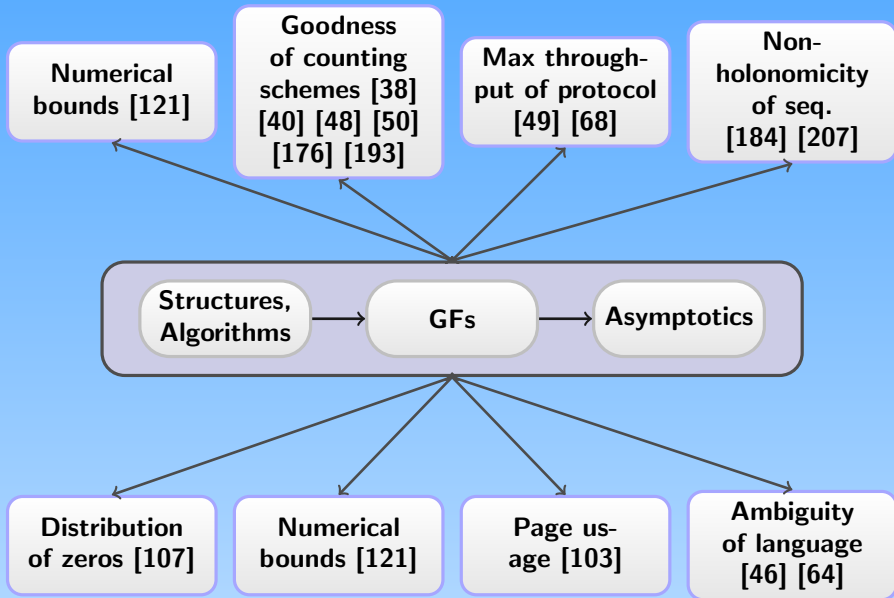 Numerical
bounds [121]
Goodness
of counting
schemes [38]
[40] [48] [50]
[176] [193]
Max through-
put of protocol
[49] [68]
Non-
holonomicity
of seq.
[184] [207]
Structures,
Algorithms
GFs
Asymptotics
Distribution
of zeros [107]
Numerical
bounds [121]
Page us-
age [103]
Ambiguity
of language
[46] [64]